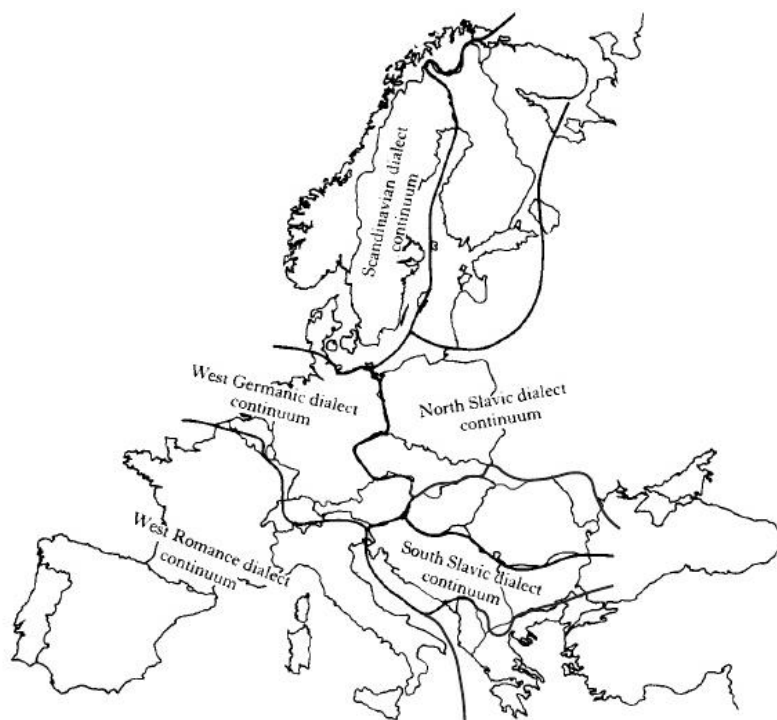 Scandinavian dialect
continuum
West Germanic dialect
continuum
North Slavic dialect
continuum
West Romance dialect
continuum
South Slavic dialect
continuum